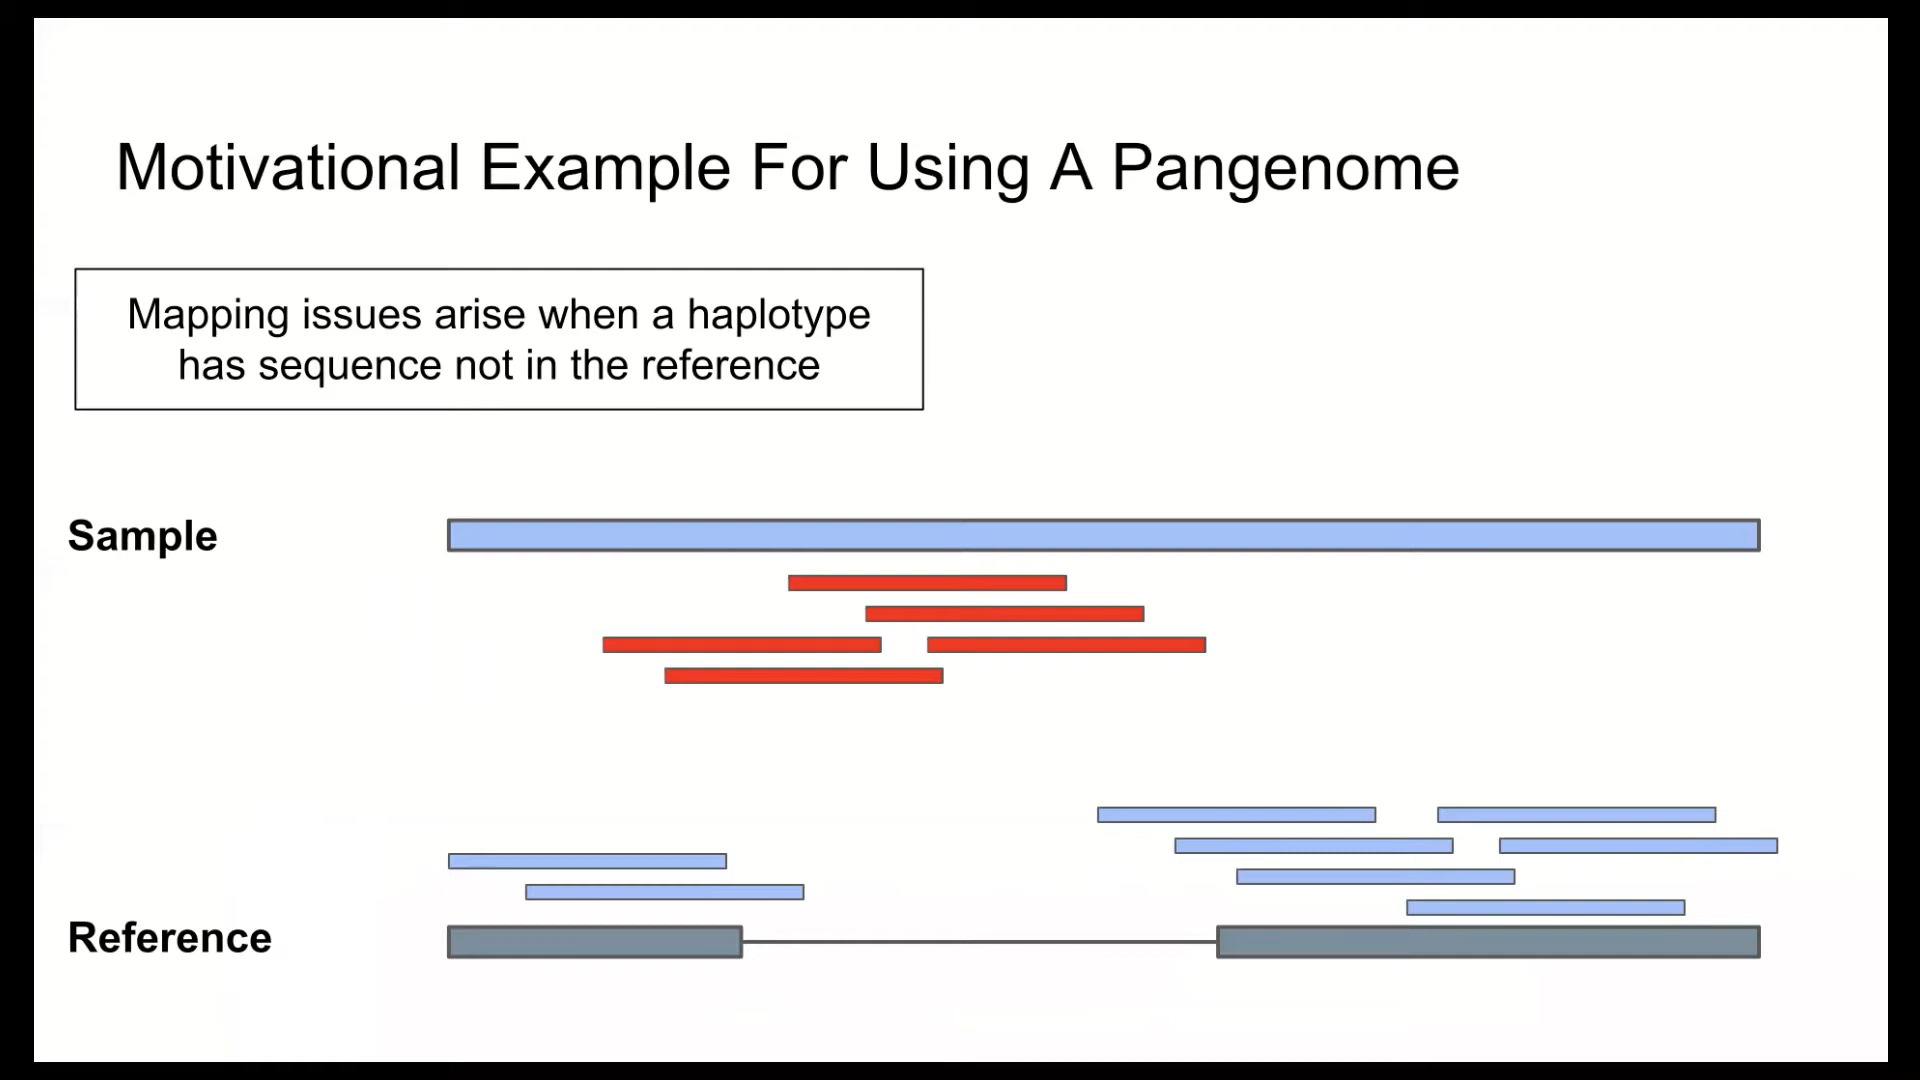 Motivational Example For Using A Pangenome
Mapping issues arise when a haplotype
has sequence not in the reference
Sample
Reference